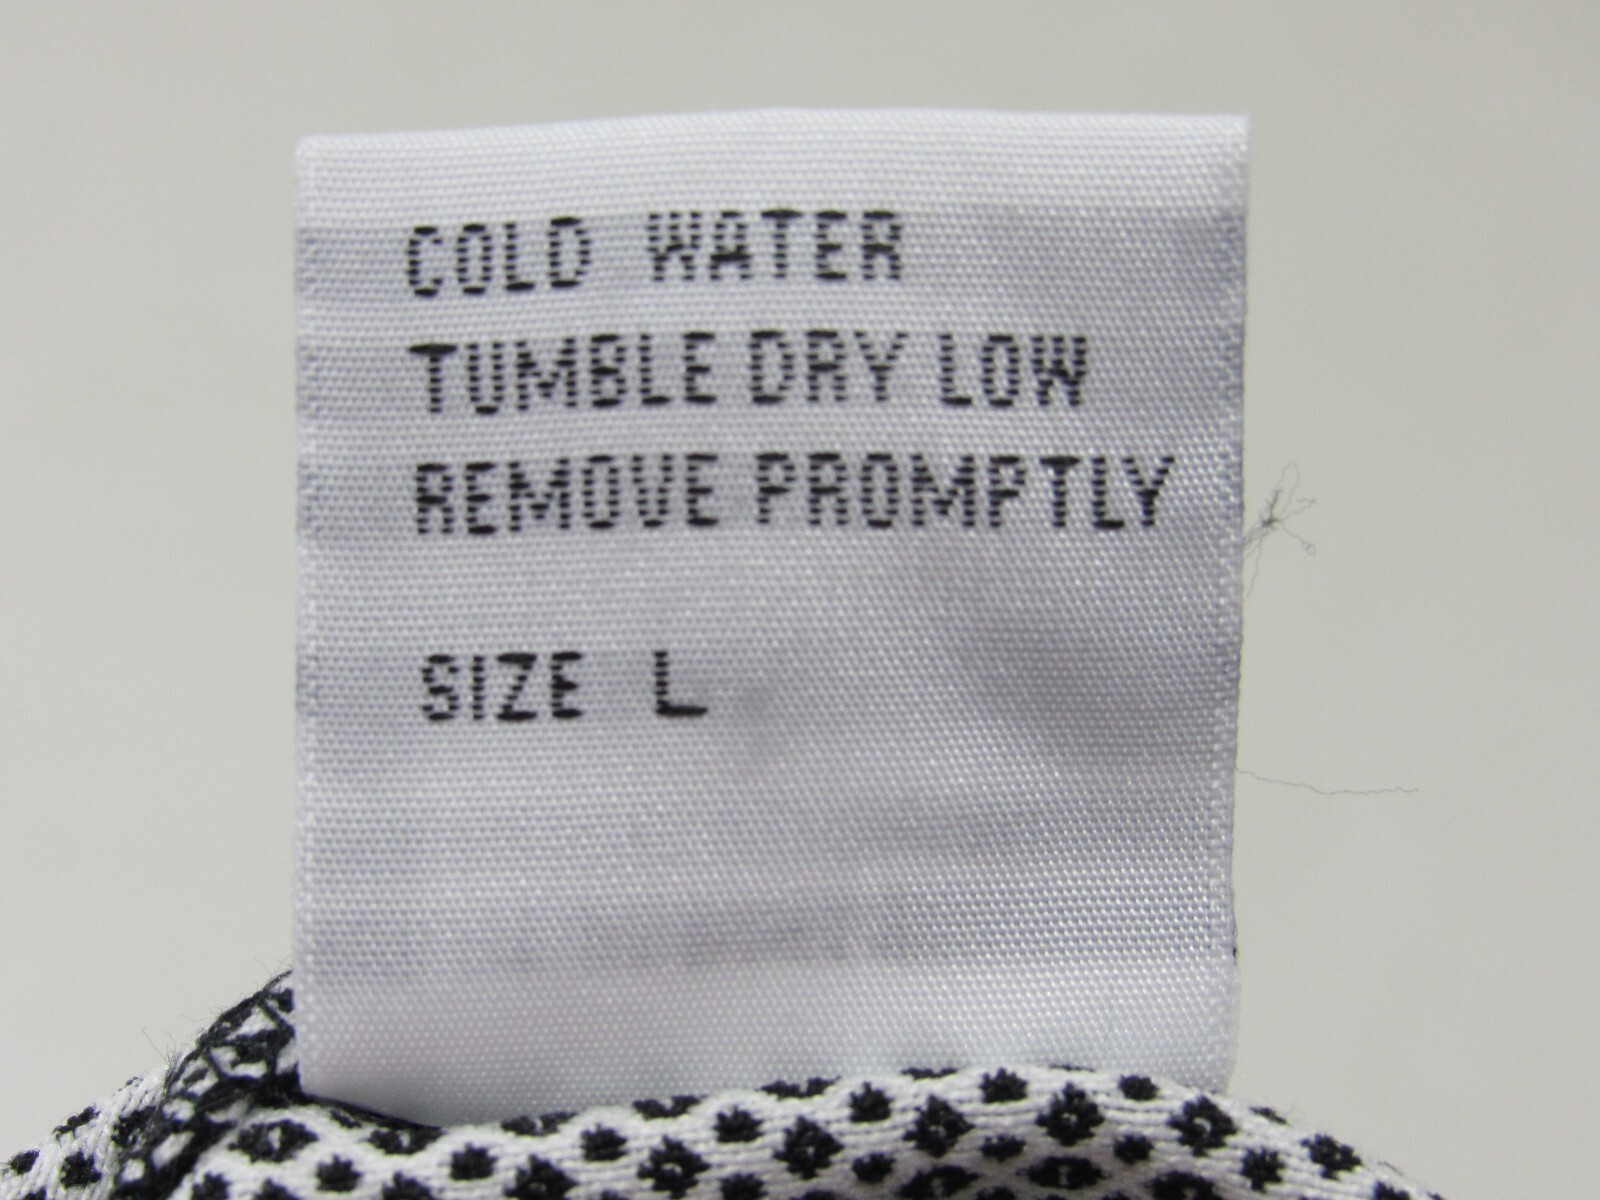 COLD WATER
TUMBLE DRY LOW
REMOVE PROMPTLY
SIZE L